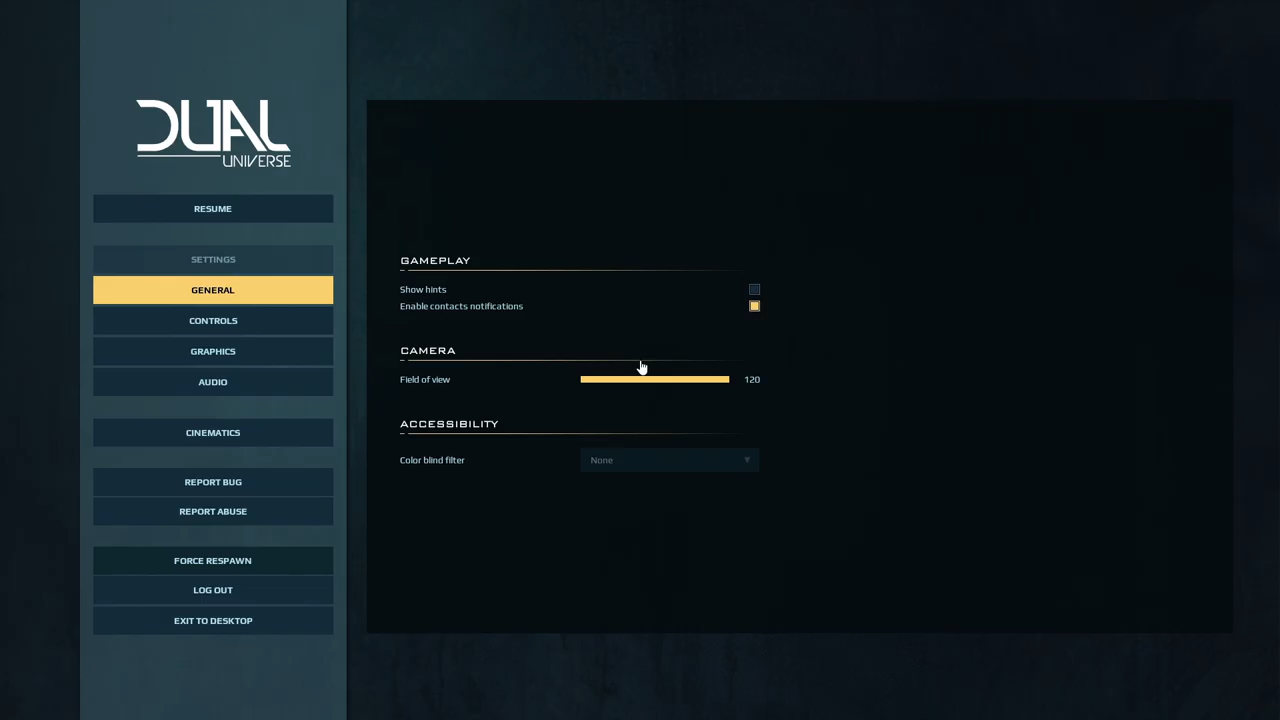 DUAL
UNIVERSE
RESUME
SETTINGS
GENERAL
CONTROLS
GRAPHICS
AUDIO
CINEMATICS
REPORT BUG
REPORT ABUSE
FORCE RESPAWN
LOG OUT
EXIT TO DESKTOP
GAMEPLAY
Show hints
Enable contacts notifications
CAMERA
Field of view 120
ACCESSIBILITY
Color blind filter None